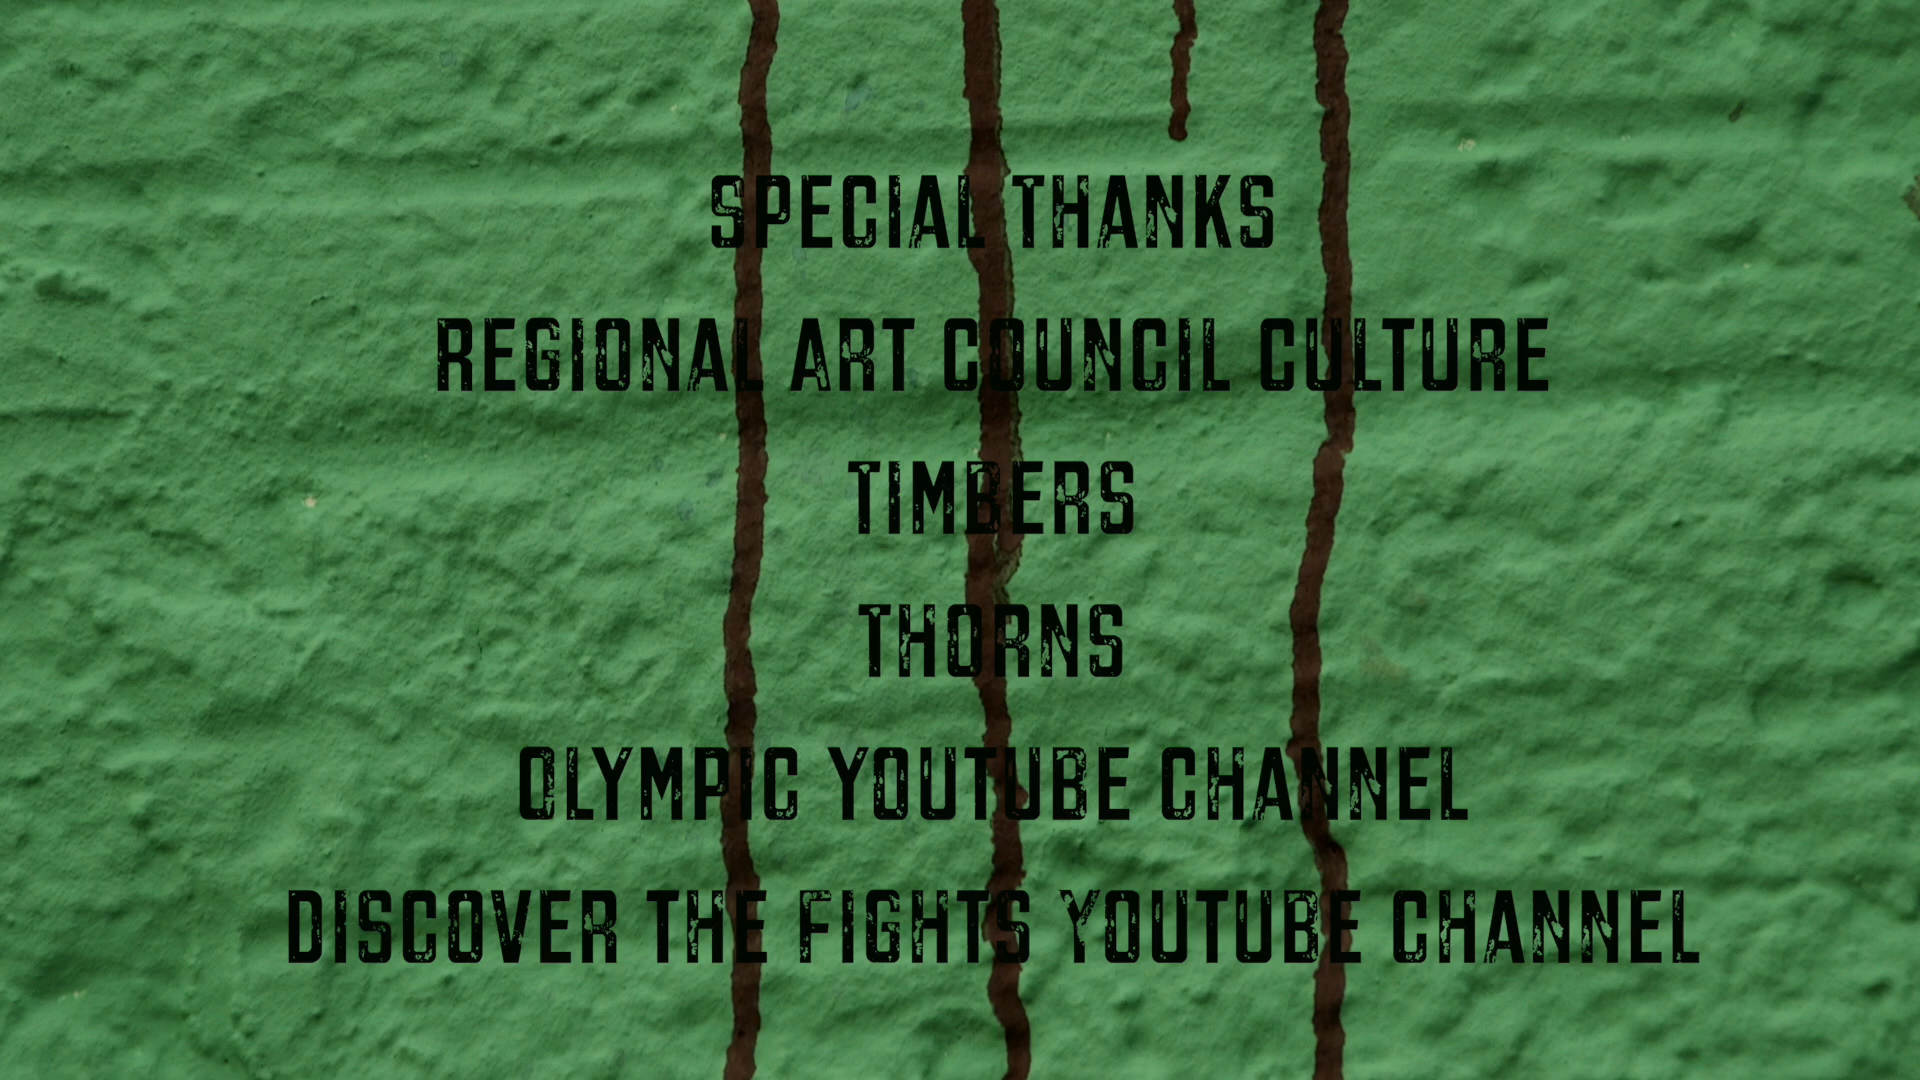 SPECIAL THANKS
REGIONAL ART COUNCIL CULTURE
TIMBERS
THORNS
OLYMPIC YOUTUBE CHANNEL
DISCOVER THE FIGHTS YOUTUBE CHANNEL